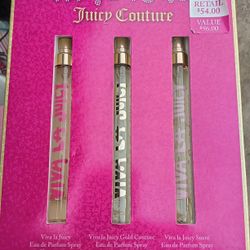 RETAIL
$54.00
VALUE
$96.00
Juicy Couture
Viva la Juicy
Eau de Parfum Spray
Viva la Juicy Gold Couture
Eau de Parfum Spray
Viva la Juicy Sucré
Eau de Parfum Spray